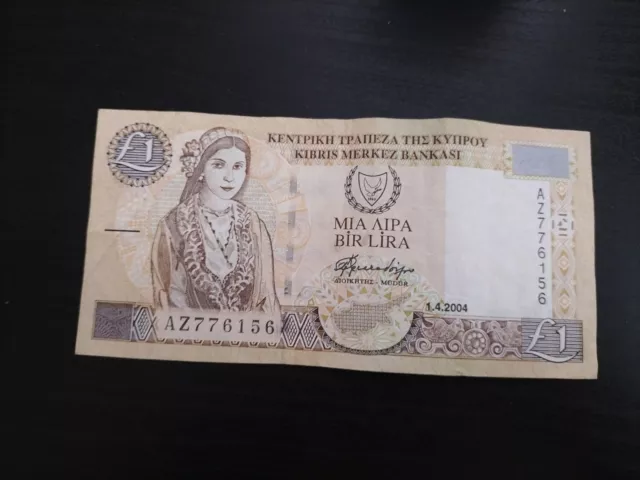 ΚΕΝΤΡΙΚΗ ΤΡΑΠΕΖΑ ΤΗΣ ΚΥΠΡΟΥ
KIBRIS MERKEZ BANKASI
£1
ΜΙΑ ΛΙΡΑ
BİR LİRA
ΔΙΟΙΚΗΤΗΣ - MÜDÜR
1.4.2004
AZ776156
AZ776156
£1